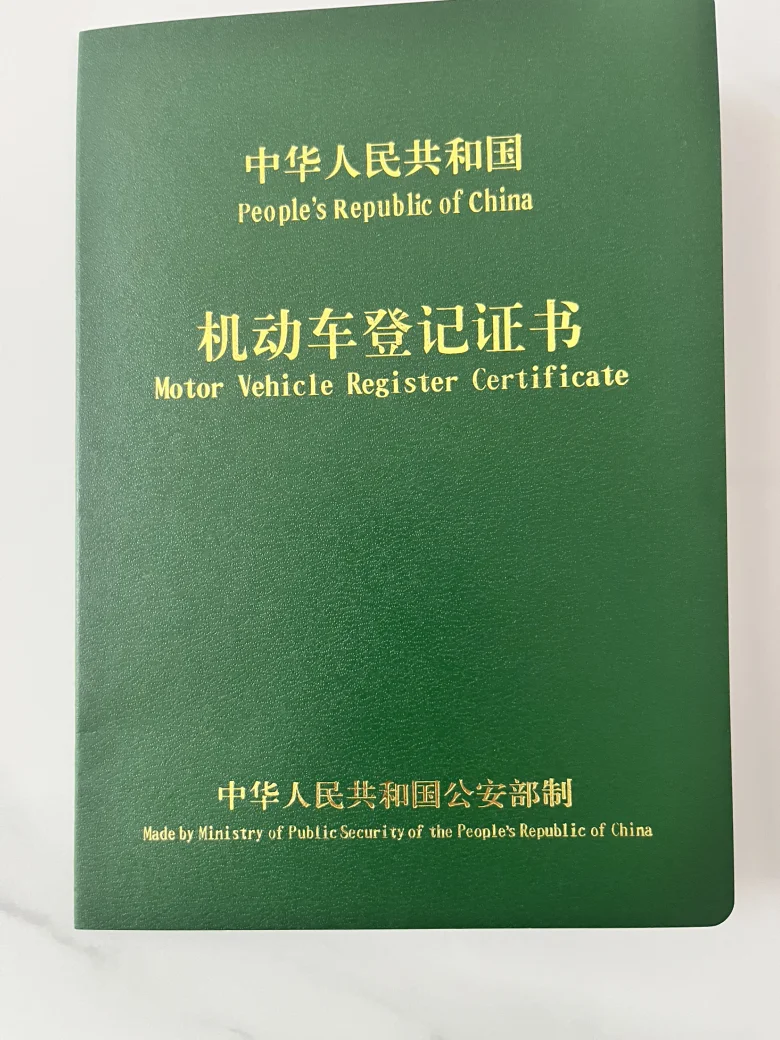 中华人民共和国
People's Republic of China
机动车登记证书
Motor Vehicle Register Certificate
中华人民共和国公安部制
Made by Ministry of Public Security of the People's Republic of China